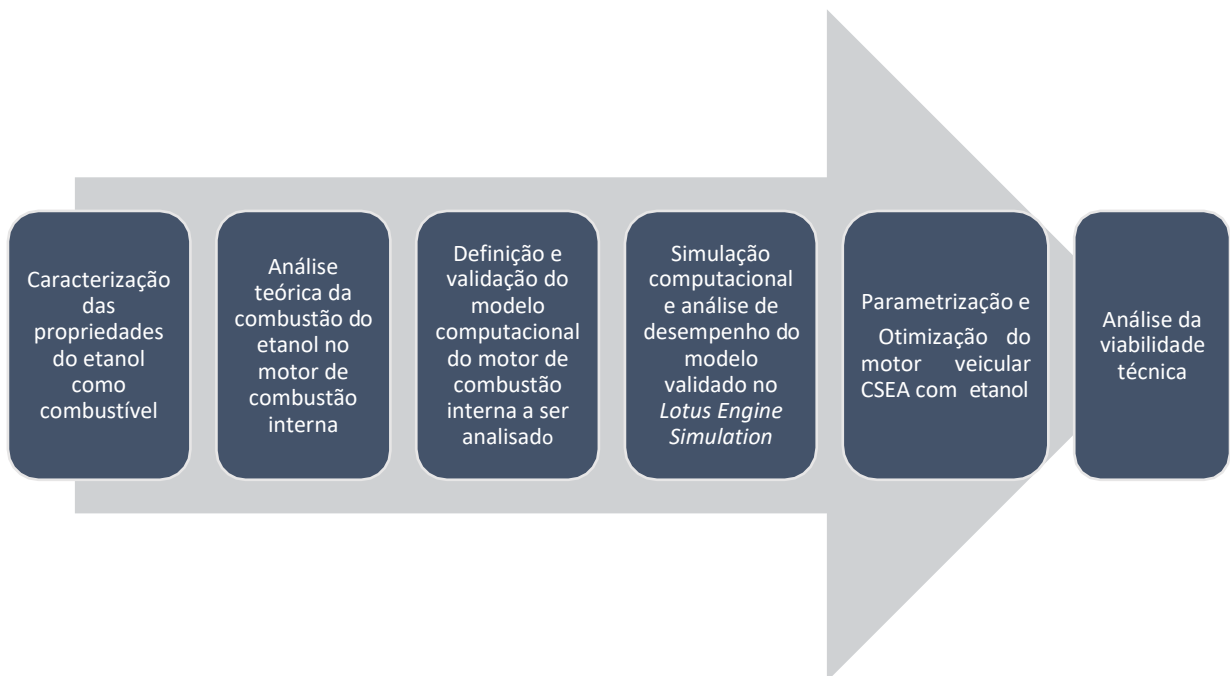 Caracterização
das
propriedades
do etanol
como
combustível
Análise
teórica da
combustão do
etanol no
motor de
combustão
interna
Definição e
validação do
modelo
computacional
do motor de
combustão
interna a ser
analisado
Simulação
computacional
e análise de
desempenho do
modelo
validado no
Lotus Engine
Simulation
Parametrização e
Otimização do
motor veicular
CSEA com etanol
Análise da
viabilidade
técnica